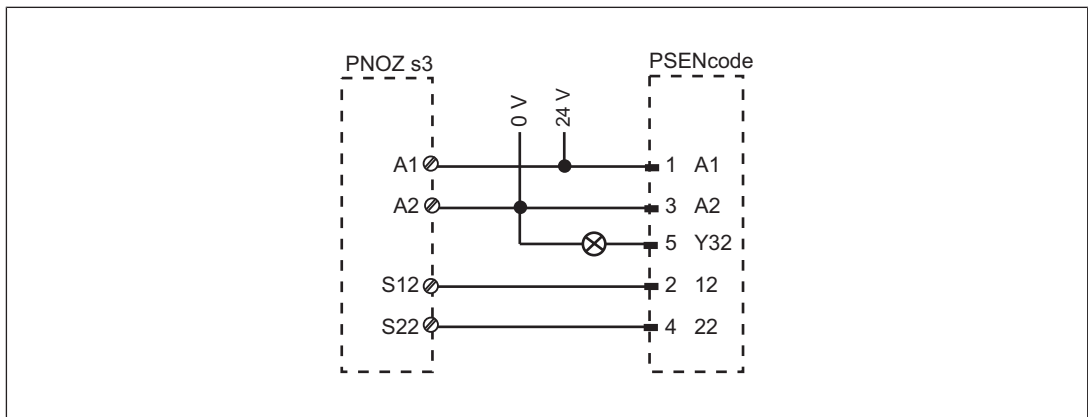 PNOZ s3
PSENcode
0 V
24 V
A1
1 A1
A2
3 A2
5 Y32
S12
2 12
S22
4 22